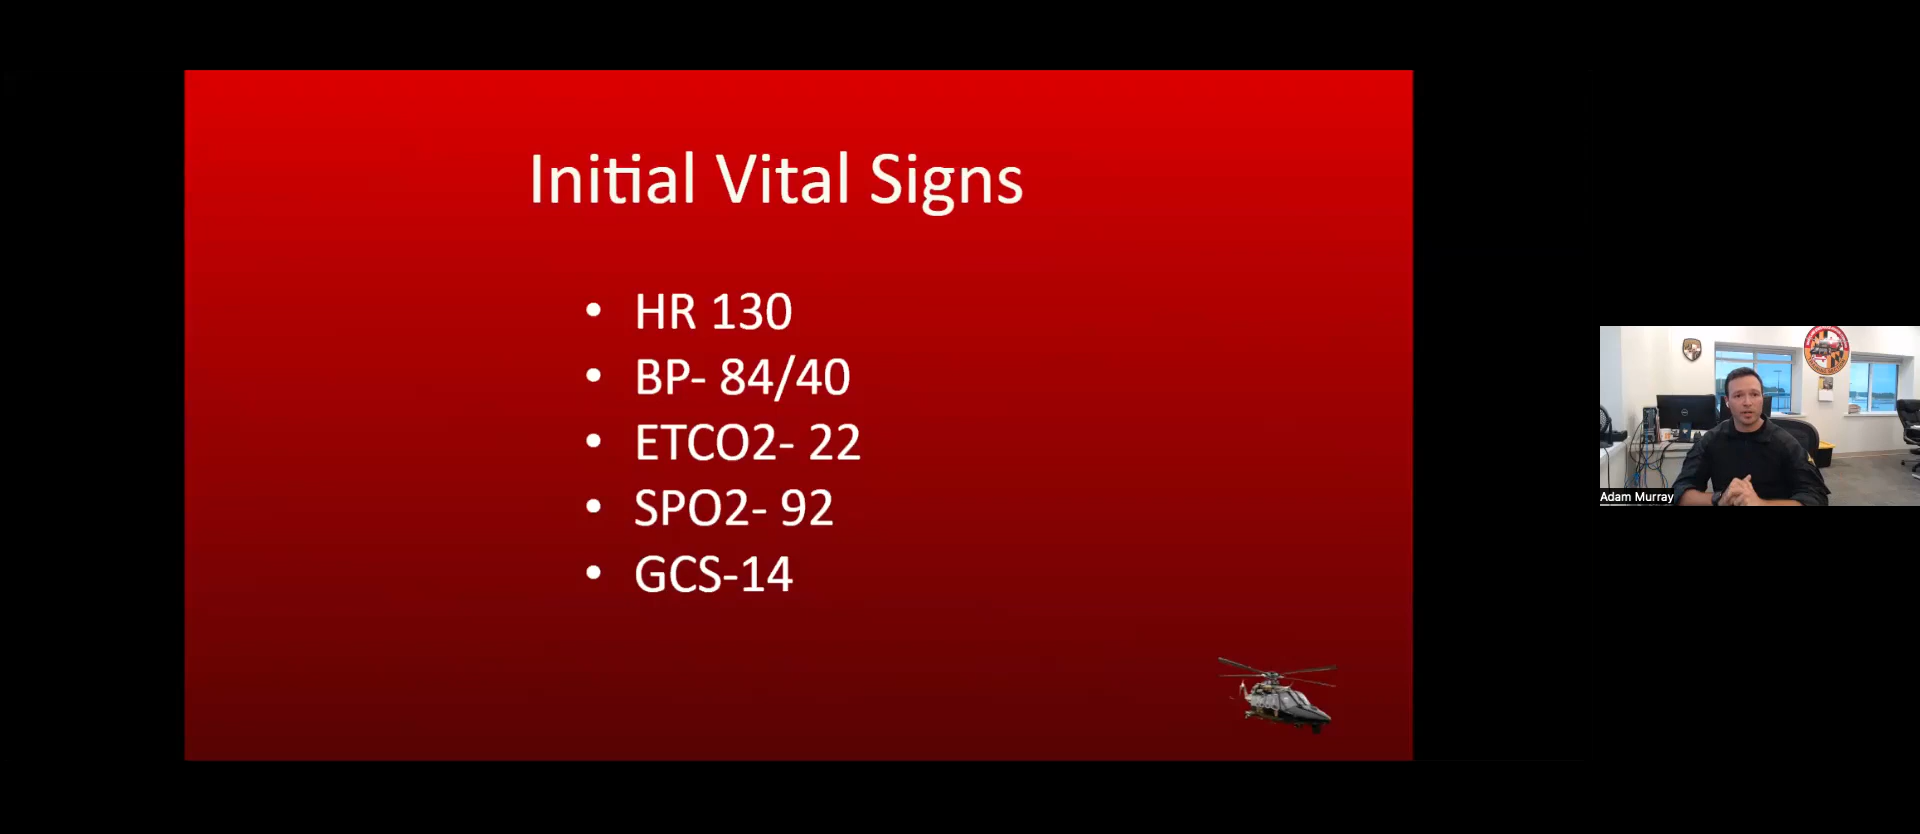 Initial Vital Signs
• HR 130
• BP- 84/40
• ETCO2- 22
• SPO2- 92
• GCS-14
Adam Murray